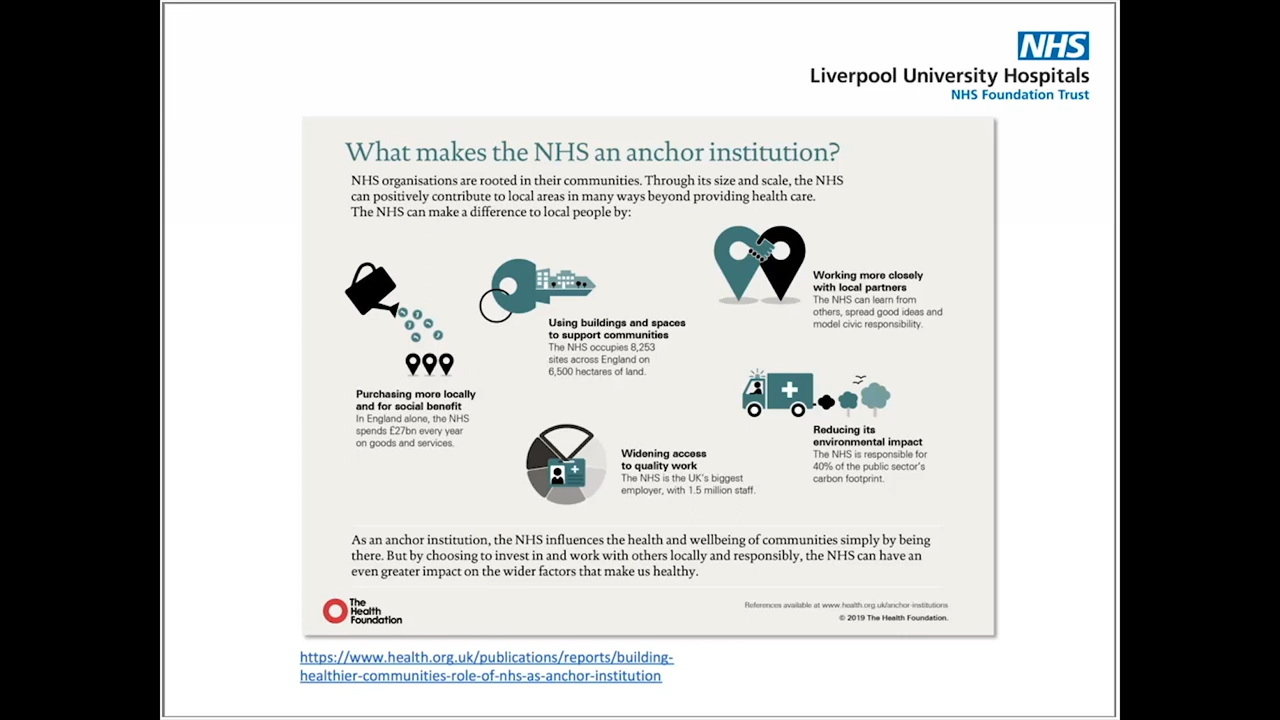 NHS
Liverpool University Hospitals
NHS Foundation Trust
What makes the NHS an anchor institution?
NHS organisations are rooted in their communities. Through its size and scale, the NHS
can positively contribute to local areas in many ways beyond providing health care.
The NHS can make a difference to local people by:
Purchasing more locally
and for social benefit
In England alone, the NHS
spends £27bn every year
on goods and services.
Using buildings and spaces
to support communities
The NHS occupies 8,253
sites across England on
6,500 hectares of land.
Widening access
to quality work
The NHS is the UK's biggest
employer, with 1.5 million staff.
Working more closely
with local partners
The NHS can learn from
others, spread good ideas and
model civic responsibility.
Reducing its
environmental impact
The NHS is responsible for
40% of the public sector's
carbon footprint.
As an anchor institution, the NHS influences the health and wellbeing of communities simply by being
there. But by choosing to invest in and work with others locally and responsibly, the NHS can have an
even greater impact on the wider factors that make us healthy.
The
Health
Foundation
References available at www.health.org.uk/anchor-institutions
© 2019 The Health Foundation.
https://www.health.org.uk/publications/reports/building-
healthier-communities-role-of-nhs-as-anchor-institution